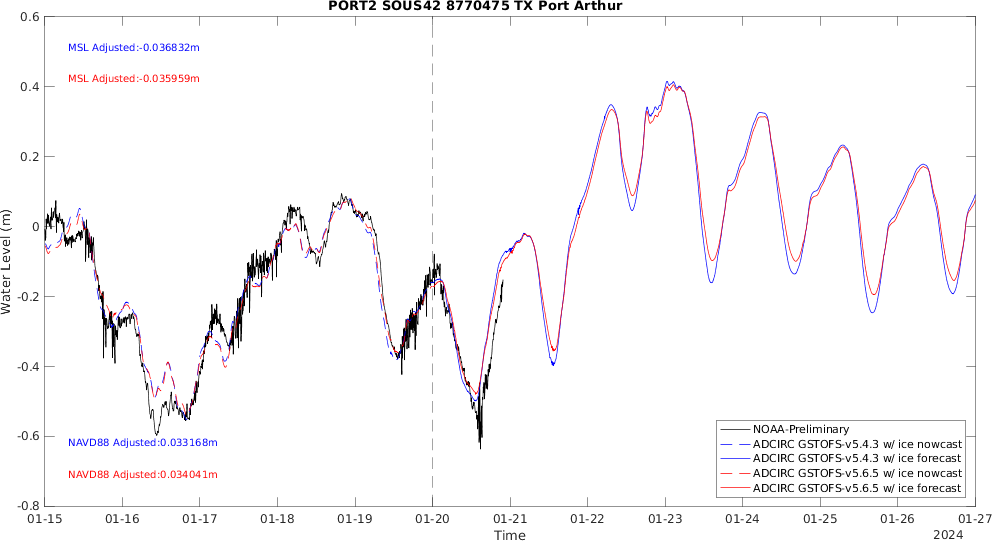 PORT2 SOUS42 8770475 TX Port Arthur
0.6
MSL Adjusted:-0.036832m
MSL Adjusted:-0.035959m
0.4
0.2
0
-0.2
-0.4
-0.6
-0.8
Water Level (m)
NAVD88 Adjusted:0.033168m
NAVD88 Adjusted:0.034041m
NOAA-Preliminary
ADCIRC GSTOFS-v5.4.3 w/ ice nowcast
ADCIRC GSTOFS-v5.4.3 w/ ice forecast
ADCIRC GSTOFS-v5.6.5 w/ ice nowcast
ADCIRC GSTOFS-v5.6.5 w/ ice forecast
01-15 01-16 01-17 01-18 01-19 01-20 01-21 01-22 01-23 01-24 01-25 01-26 01-27
Time
2024